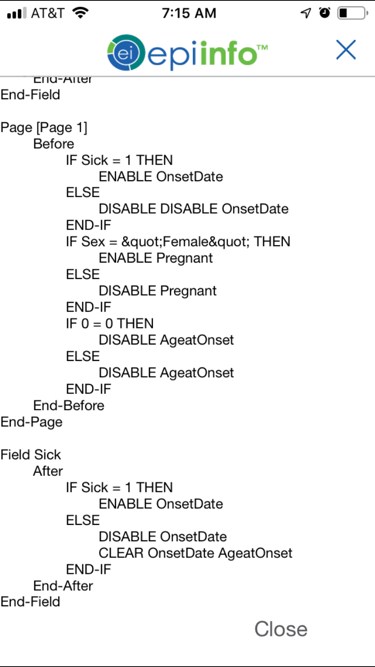 AT&T 7:15 AM
ei epiinfo™
End-After
End-Field
Page [Page 1]
Before
IF Sick = 1 THEN
ENABLE OnsetDate
ELSE
DISABLE DISABLE OnsetDate
END-IF
IF Sex = &quot;Female&quot; THEN
ENABLE Pregnant
ELSE
DISABLE Pregnant
END-IF
IF 0 = 0 THEN
DISABLE AgeatOnset
ELSE
DISABLE AgeatOnset
END-IF
End-Before
End-Page
Field Sick
After
IF Sick = 1 THEN
ENABLE OnsetDate
ELSE
DISABLE OnsetDate
CLEAR OnsetDate AgeatOnset
END-IF
End-After
End-Field
Close